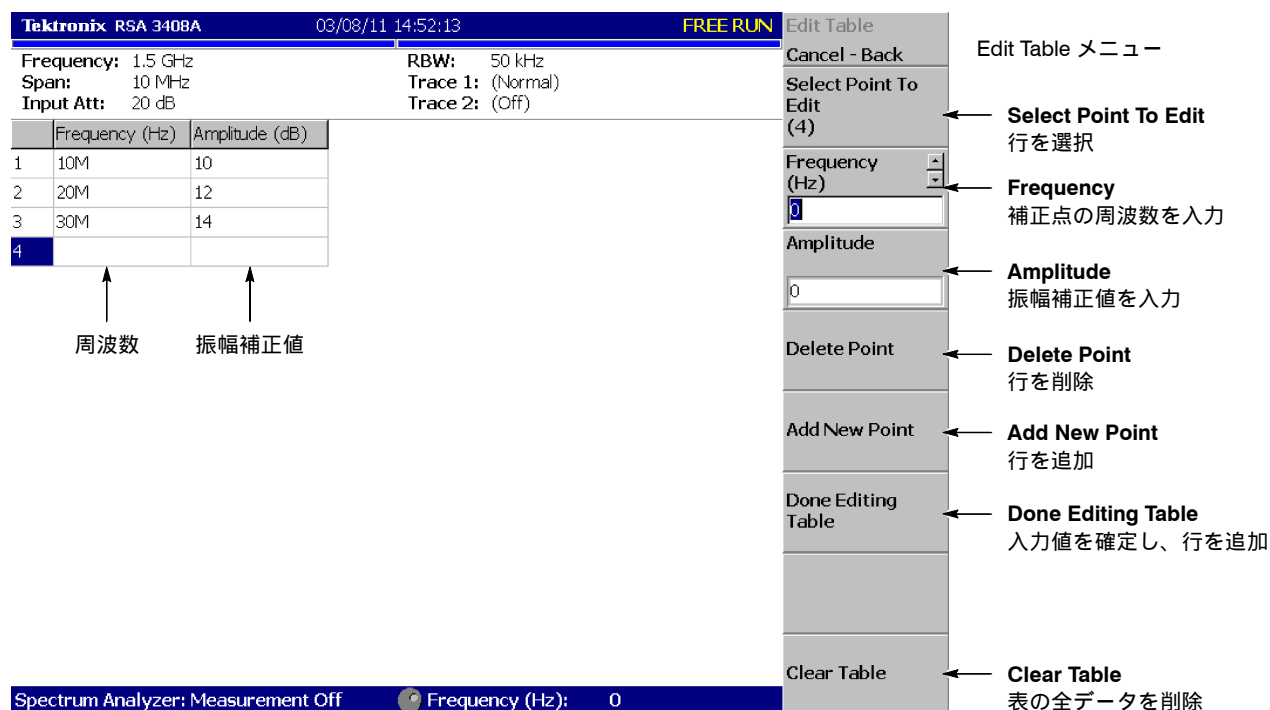 Tektronix RSA 3408A 03/08/11 14:52:13 FREE RUN
Frequency: 1.5 GHz RBW: 50 kHz
Span: 10 MHz Trace 1: (Normal)
Input Att: 20 dB Trace 2: (Off)
Frequency (Hz) Amplitude (dB)
1 10M 10
2 20M 12
3 30M 14
4
周波数 振幅補正値
Edit Table
Cancel - Back
Select Point To
Edit
(4)
Frequency
(Hz)
0
Amplitude
0
Delete Point
Add New Point
Done Editing
Table
Clear Table
Edit Table メニュー
Select Point To Edit
行を選択
Frequency
補正点の周波数を入力
Amplitude
振幅補正値を入力
Delete Point
行を削除
Add New Point
行を追加
Done Editing Table
入力値を確定し、行を追加
Clear Table
表の全データを削除
Spectrum Analyzer: Measurement Off Frequency (Hz): 0